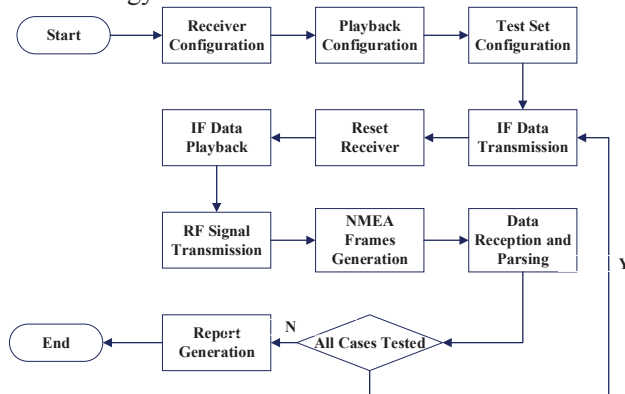 Start
Receiver
Configuration
Playback
Configuration
Test Set
Configuration
IF Data
Playback
Reset
Receiver
IF Data
Transmission
RF Signal
Transmission
NMEA
Frames
Generation
Data
Reception and
Parsing
Y
End
Report
Generation
N
All Cases Tested